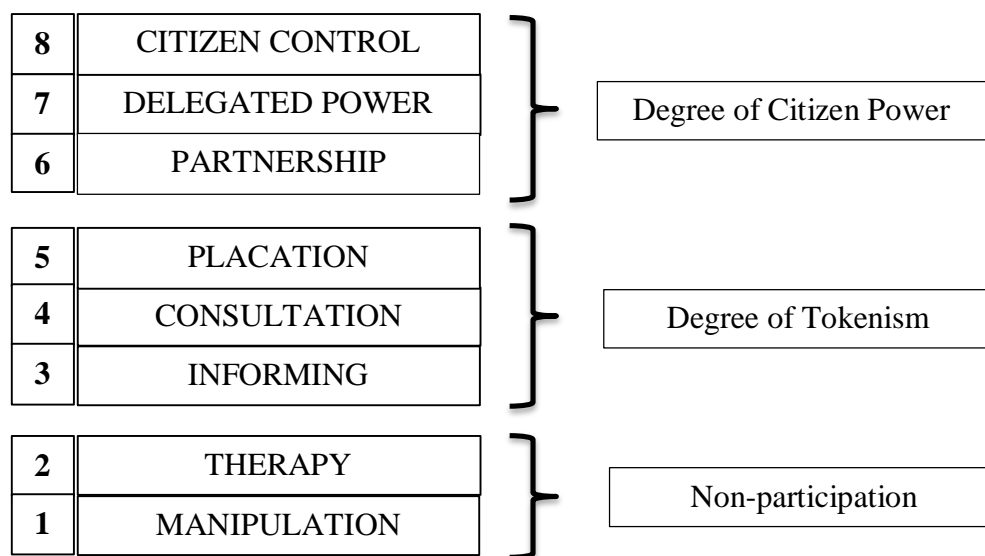 8 CITIZEN CONTROL
7 DELEGATED POWER
6 PARTNERSHIP
Degree of Citizen Power
5 PLACATION
4 CONSULTATION
3 INFORMING
Degree of Tokenism
2 THERAPY
1 MANIPULATION
Non-participation